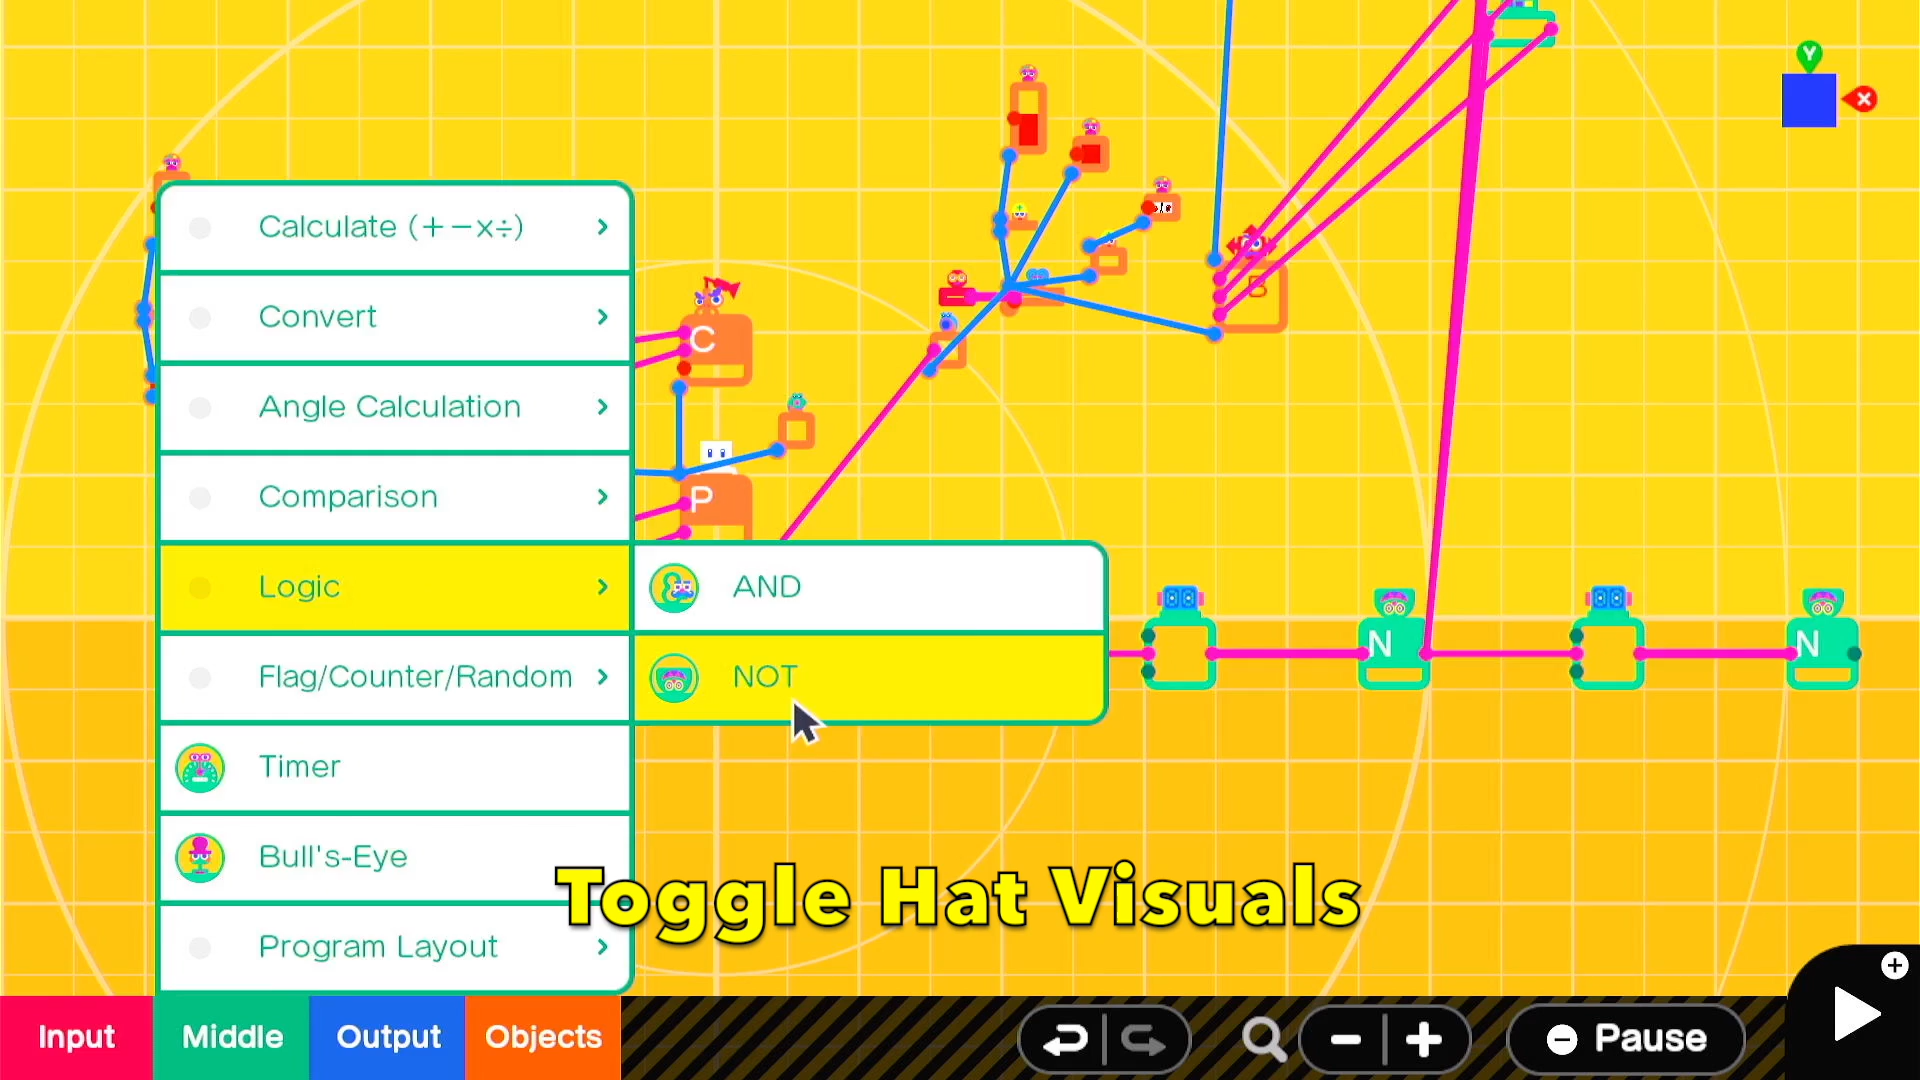 Y
X
B
C
P
Calculate (+−×÷)
Convert
Angle Calculation
Comparison
Logic
AND
Flag/Counter/Random
NOT
N
N
Timer
Bull's-Eye
Toggle Hat Visuals
Program Layout
Input
Middle
Output
Objects
Pause